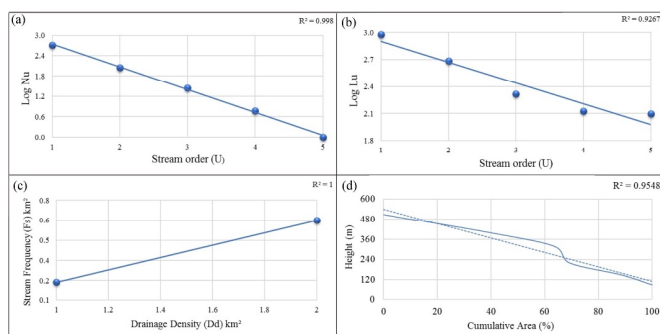 (a)
R² = 0.998
3.0
2.4
1.8
1.2
0.6
0.0
Log Nu
1 2 3 4 5
Stream order (U)
(b)
R² = 0.9267
3.0
2.7
2.4
2.1
1.8
Log Lu
1 2 3 4 5
Stream order (U)
(c)
R² = 1
0.8
0.6
0.5
0.4
0.2
0.1
Stream Frequency (Fs) km²
1 1.2 1.4 1.6 1.8 2
Drainage Density (Dd) km²
(d)
R² = 0.9548
600
480
360
240
120
0
Height (m)
0 20 40 60 80 100
Cumulative Area (%)